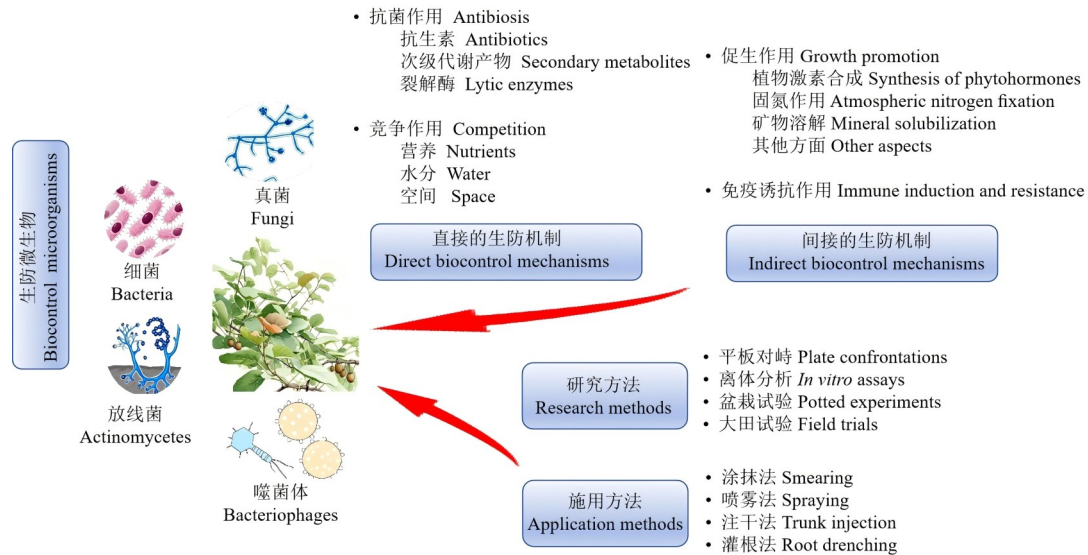 生防微生物
Biocontrol microorganisms
真菌
Fungi
细菌
Bacteria
放线菌
Actinomycetes
噬菌体
Bacteriophages
• 抗菌作用 Antibiosis
抗生素 Antibiotics
次级代谢产物 Secondary metabolites
裂解酶 Lytic enzymes
• 竞争作用 Competition
营养 Nutrients
水分 Water
空间 Space
直接的生防机制
Direct biocontrol mechanisms
• 促生作用 Growth promotion
植物激素合成 Synthesis of phytohormones
固氮作用 Atmospheric nitrogen fixation
矿物溶解 Mineral solubilization
其他方面 Other aspects
• 免疫诱抗作用 Immune induction and resistance
间接的生防机制
Indirect biocontrol mechanisms
研究方法
Research methods
• 平板对峙 Plate confrontations
• 离体分析 In vitro assays
• 盆栽试验 Potted experiments
• 大田试验 Field trials
施用方法
Application methods
• 涂抹法 Smearing
• 喷雾法 Spraying
• 注干法 Trunk injection
• 灌根法 Root drenching